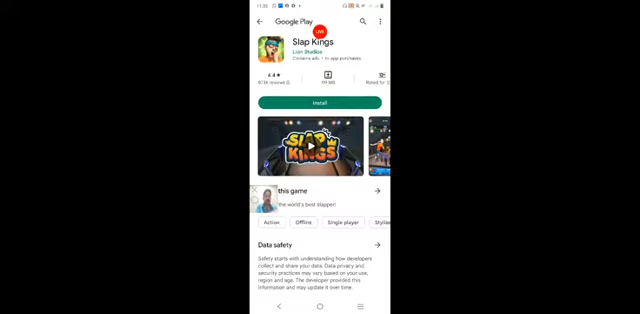 11:35
Google Play
LIVE
Slap Kings
Lion Studios
Contains ads • In-app purchases
4.4★
Install
SLAP
KINGS
this game
the world's best slapper!
Action
Offline
Single player
Data safety
Safety starts with understanding how developers
collect and share your data. Data privacy and
security practices may vary based on your use,
region and age. The developer provided this
information and may update it over time.